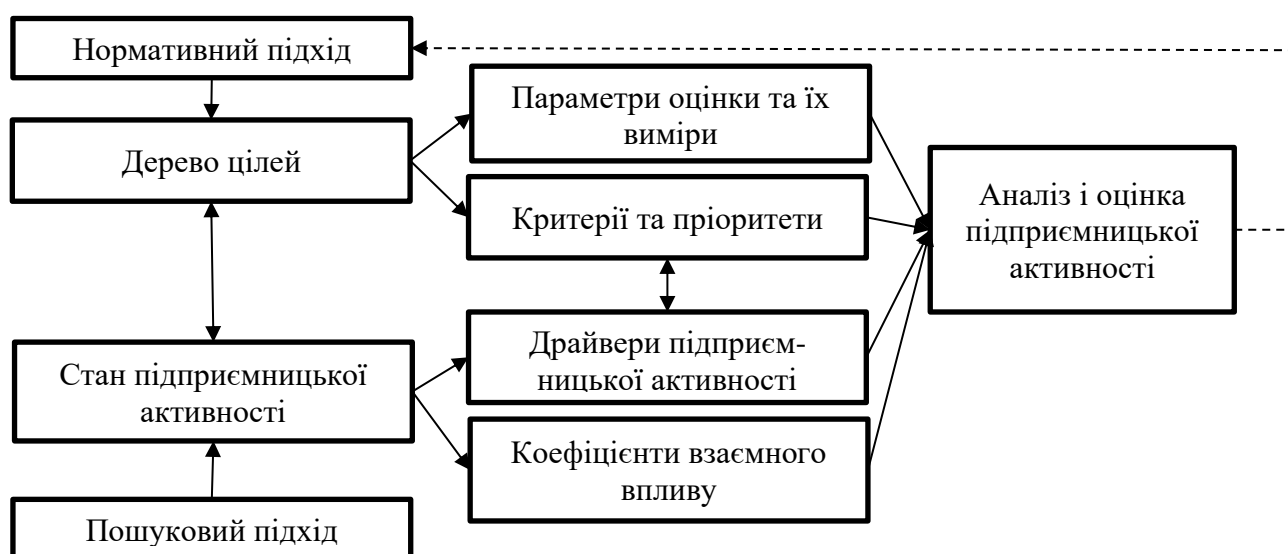 Нормативний підхід
Дерево цілей
Параметри оцінки та їх
виміри
Критерії та пріоритети
Аналіз і оцінка
підприємницької
активності
Стан підприємницької
активності
Драйвери підприєм-
ницької активності
Коефіцієнти взаємного
впливу
Пошуковий підхід